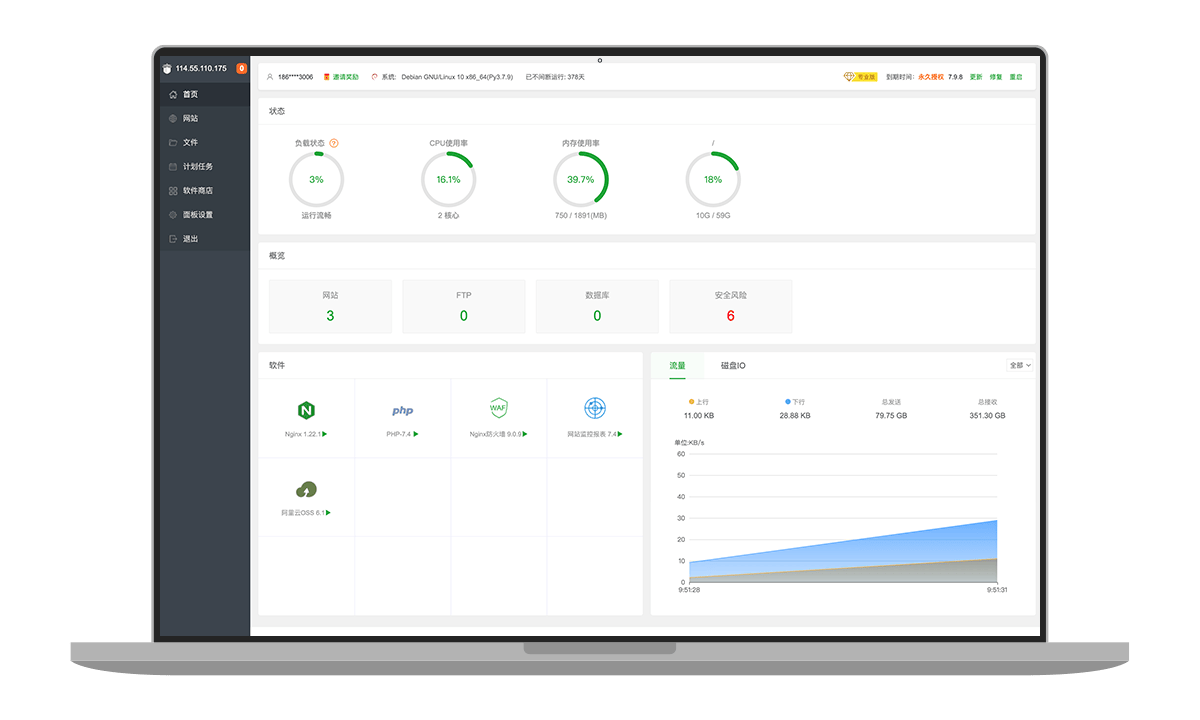 114.55.110.175 0
首页
网站
文件
计划任务
软件商店
面板设置
退出
186****3006 邀请奖励 系统: Debian GNU/Linux 10 x86_64(Py3.7.9) 已不间断运行: 378天
专业版 到期时间: 永久授权 7.9.8 更新 修复 重启
状态
负载状态 ? CPU使用率 内存使用率 /
3% 16.1% 39.7% 18%
运行流畅 2 核心 750 / 1891(MB) 10G / 59G
概览
网站 FTP 数据库 安全风险
3 0 0 6
软件
N php WAF
Nginx 1.22.1 PHP-7.4 Nginx防火墙 9.0.9 网站监控报表 7.4
阿里云OSS 6.1
流量 磁盘IO 全部
上行 下行 总发送 总接收
11.00 KB 28.88 KB 79.75 GB 351.30 GB
单位:KB/s
60
50
40
30
20
10
0
9:51:28 9:51:31